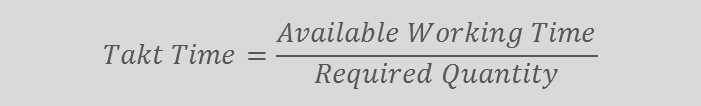 Takt Time = Available Working Time / Required Quantity